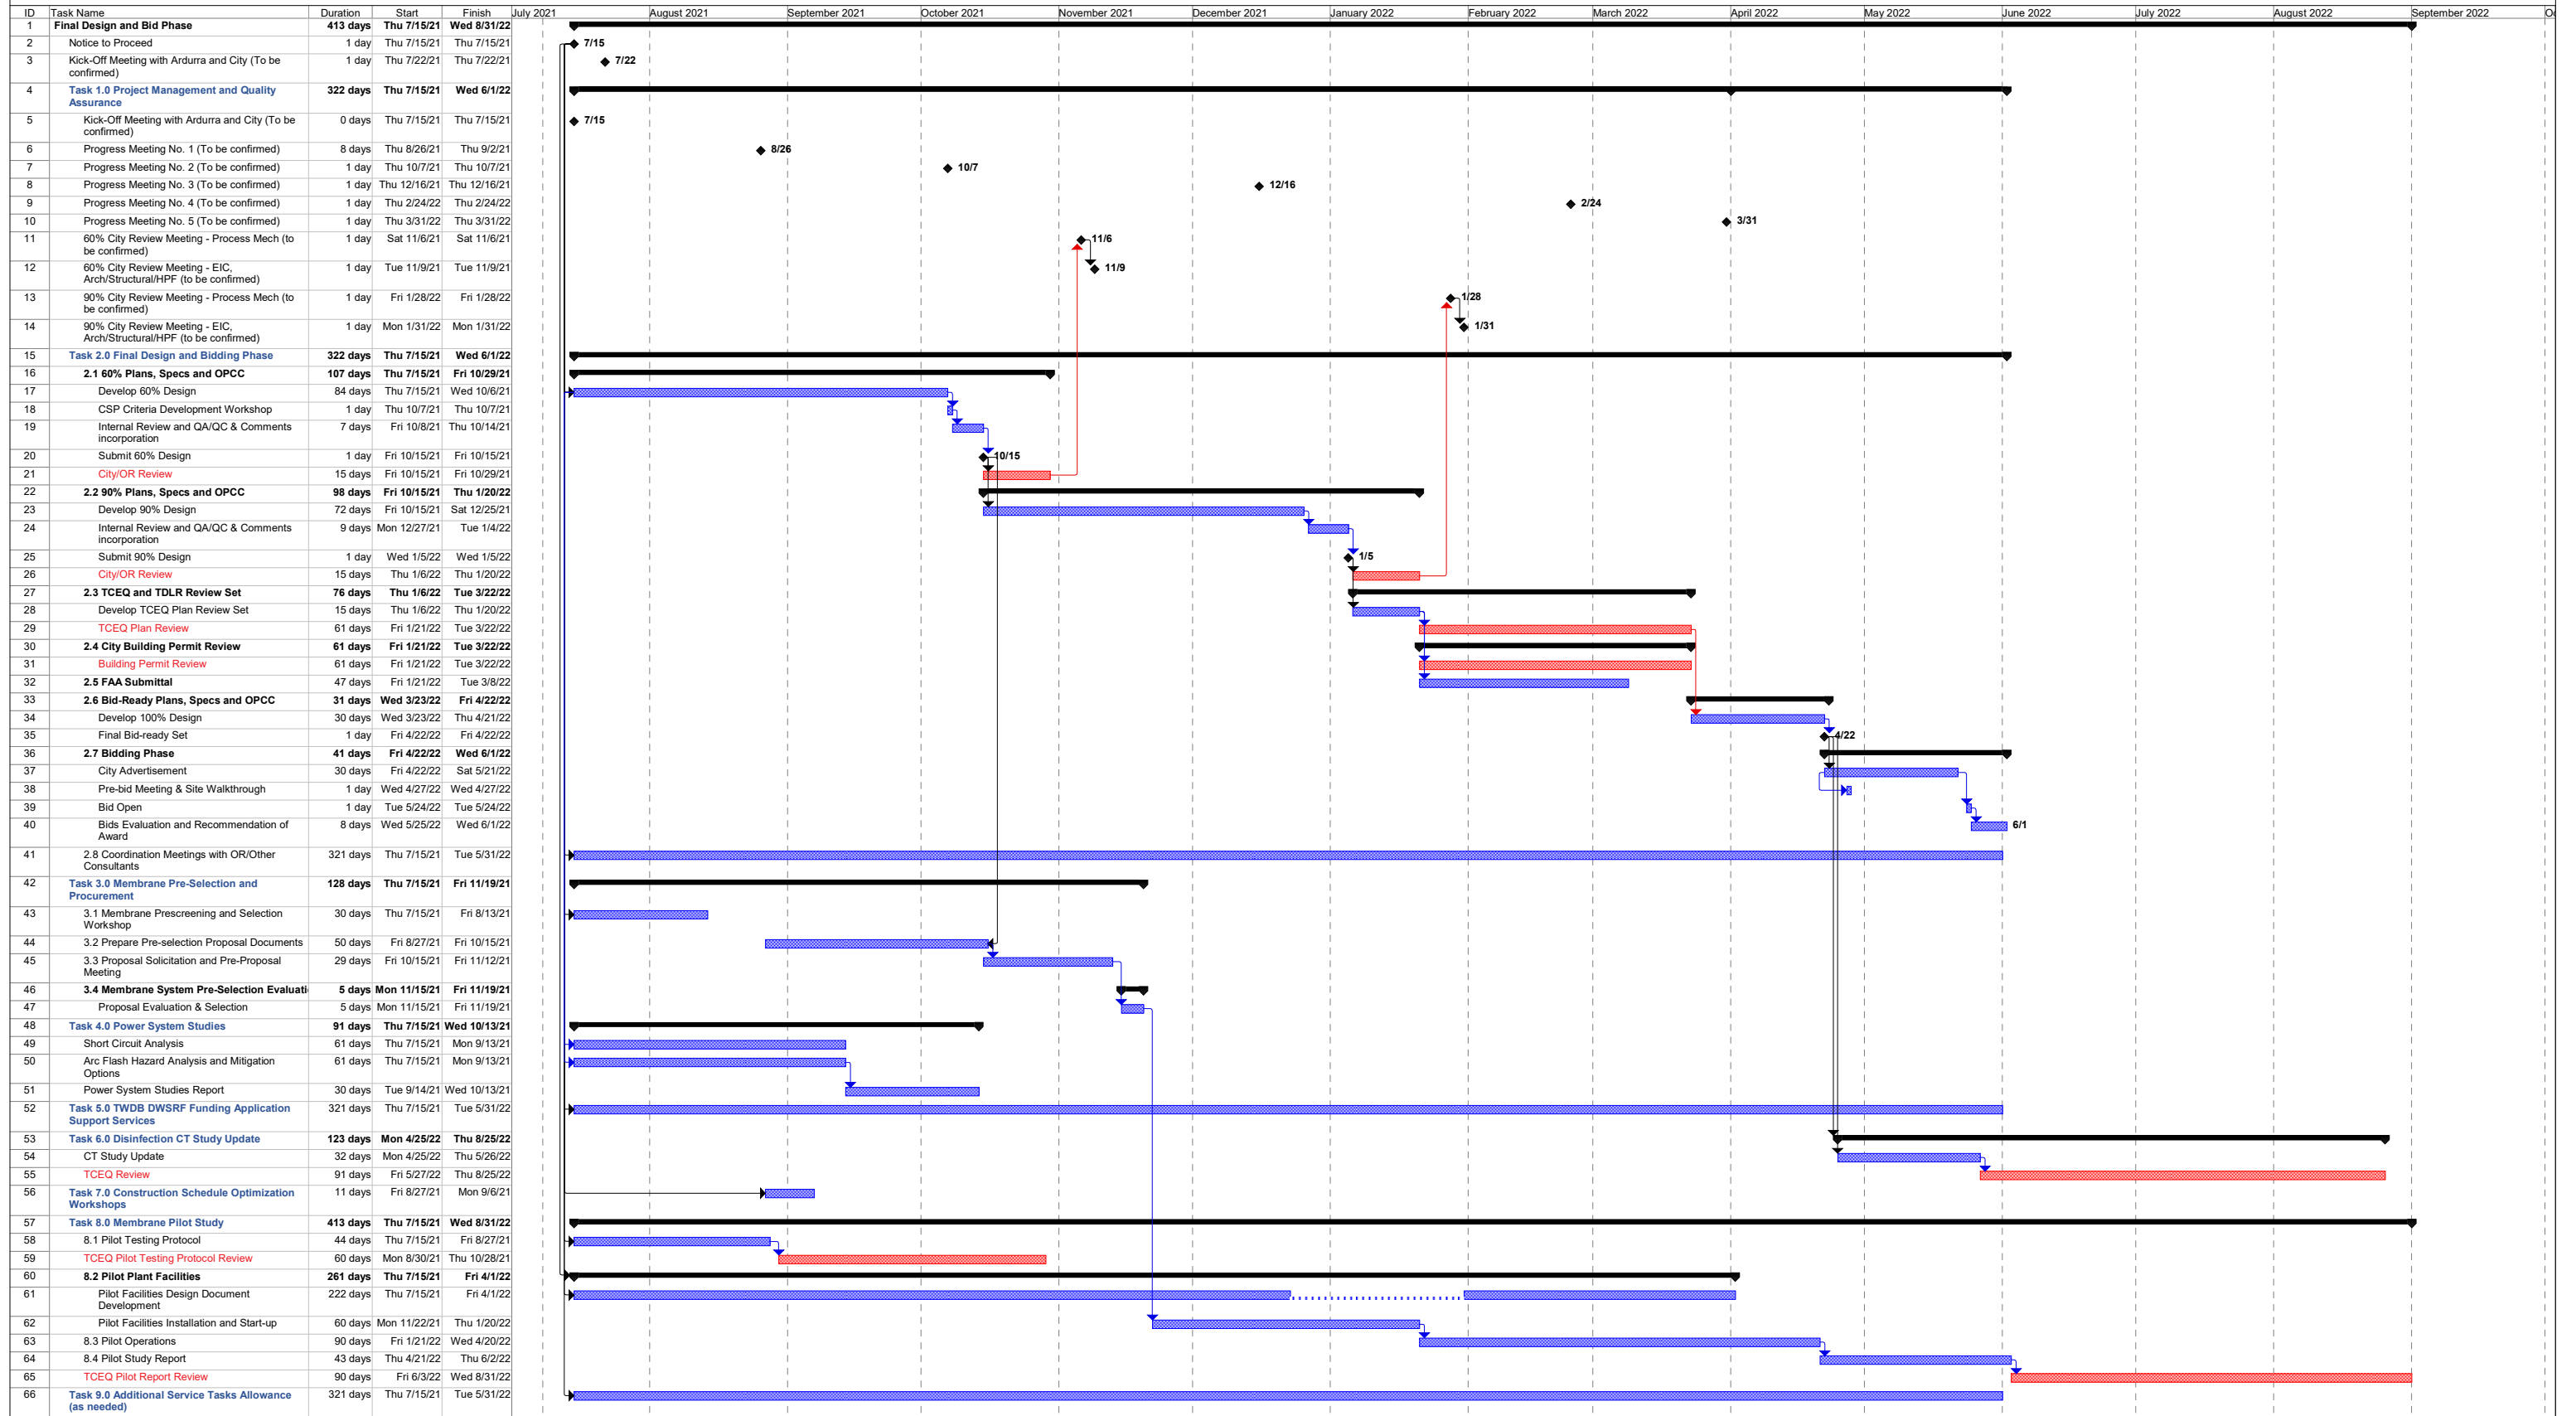 ID Task Name Duration Start Finish July 2021 August 2021 September 2021 October 2021 November 2021 December 2021 January 2022 February 2022 March 2022 April 2022 May 2022 June 2022 July 2022 August 2022 September 2022
1 Final Design and Bid Phase 413 days Thu 7/15/21 Wed 8/31/22
2 Notice to Proceed 1 day Thu 7/15/21 Thu 7/15/21 7/15
3 Kick-Off Meeting with Ardurra and City (To be 1 day Thu 7/22/21 Thu 7/22/21 7/22
confirmed)
4 Task 1.0 Project Management and Quality 322 days Thu 7/15/21 Wed 6/1/22
Assurance
5 Kick-Off Meeting with Ardurra and City (To be 0 days Thu 7/15/21 Thu 7/15/21 7/15
confirmed)
6 Progress Meeting No. 1 (To be confirmed) 8 days Thu 8/26/21 Thu 9/2/21 8/26
7 Progress Meeting No. 2 (To be confirmed) 1 day Thu 10/7/21 Thu 10/7/21 10/7
8 Progress Meeting No. 3 (To be confirmed) 1 day Thu 12/16/21 Thu 12/16/21 12/16
9 Progress Meeting No. 4 (To be confirmed) 1 day Thu 2/24/22 Thu 2/24/22 2/24
10 Progress Meeting No. 5 (To be confirmed) 1 day Thu 3/31/22 Thu 3/31/22 3/31
11 60% City Review Meeting - Process Mech (to 1 day Sat 11/6/21 Sat 11/6/21 11/6
be confirmed)
12 60% City Review Meeting - EIC, 1 day Tue 11/9/21 Tue 11/9/21 11/9
Arch/Structural/HPF (to be confirmed)
13 90% City Review Meeting - Process Mech (to 1 day Fri 1/28/22 Fri 1/28/22 1/28
be confirmed)
14 90% City Review Meeting - EIC, 1 day Mon 1/31/22 Mon 1/31/22 1/31
Arch/Structural/HPF (to be confirmed)
15 Task 2.0 Final Design and Bidding Phase 322 days Thu 7/15/21 Wed 6/1/22
16 2.1 60% Plans, Specs and OPCC 107 days Thu 7/15/21 Fri 10/29/21
17 Develop 60% Design 84 days Thu 7/15/21 Wed 10/6/21
18 CSP Criteria Development Workshop 1 day Thu 10/7/21 Thu 10/7/21
19 Internal Review and QA/QC & Comments 7 days Fri 10/8/21 Thu 10/14/21
incorporation
20 Submit 60% Design 1 day Fri 10/15/21 Fri 10/15/21 10/15
21 City/OR Review 15 days Fri 10/15/21 Fri 10/29/21
22 2.2 90% Plans, Specs and OPCC 98 days Fri 10/15/21 Thu 1/20/22
23 Develop 90% Design 72 days Fri 10/15/21 Sat 12/25/21
24 Internal Review and QA/QC & Comments 9 days Mon 12/27/21 Tue 1/4/22
incorporation
25 Submit 90% Design 1 day Wed 1/5/22 Wed 1/5/22 1/5
26 City/OR Review 15 days Thu 1/6/22 Thu 1/20/22
27 2.3 TCEQ and TDLR Review Set 76 days Thu 1/6/22 Tue 3/22/22
28 Develop TCEQ Plan Review Set 15 days Thu 1/6/22 Thu 1/20/22
29 TCEQ Plan Review 61 days Fri 1/21/22 Tue 3/22/22
30 2.4 City Building Permit Review 61 days Fri 1/21/22 Tue 3/22/22
31 Building Permit Review 61 days Fri 1/21/22 Tue 3/22/22
32 2.5 FAA Submittal 47 days Fri 1/21/22 Tue 3/8/22
33 2.6 Bid-Ready Plans, Specs and OPCC 31 days Wed 3/23/22 Fri 4/22/22
34 Develop 100% Design 30 days Wed 3/23/22 Thu 4/21/22
35 Final Bid-ready Set 1 day Fri 4/22/22 Fri 4/22/22 4/22
36 2.7 Bidding Phase 41 days Fri 4/22/22 Wed 6/1/22
37 City Advertisement 30 days Fri 4/22/22 Sat 5/21/22
38 Pre-bid Meeting & Site Walkthrough 1 day Wed 4/27/22 Wed 4/27/22
39 Bid Open 1 day Tue 5/24/22 Tue 5/24/22
40 Bids Evaluation and Recommendation of 8 days Wed 5/25/22 Wed 6/1/22 6/1
Award
41 2.8 Coordination Meetings with OR/Other 321 days Thu 7/15/21 Tue 5/31/22
Consultants
42 Task 3.0 Membrane Pre-Selection and 128 days Thu 7/15/21 Fri 11/19/21
Procurement
43 3.1 Membrane Prescreening and Selection 30 days Thu 7/15/21 Fri 8/13/21
Workshop
44 3.2 Prepare Pre-selection Proposal Documents 50 days Fri 8/27/21 Fri 10/15/21
45 3.3 Proposal Solicitation and Pre-Proposal 29 days Fri 10/15/21 Fri 11/12/21
Meeting
46 3.4 Membrane System Pre-Selection Evaluati 5 days Mon 11/15/21 Fri 11/19/21
47 Proposal Evaluation & Selection 5 days Mon 11/15/21 Fri 11/19/21
48 Task 4.0 Power System Studies 91 days Thu 7/15/21 Wed 10/13/21
49 Short Circuit Analysis 61 days Thu 7/15/21 Mon 9/13/21
50 Arc Flash Hazard Analysis and Mitigation 61 days Thu 7/15/21 Mon 9/13/21
Options
51 Power System Studies Report 30 days Tue 9/14/21 Wed 10/13/21
52 Task 5.0 TWDB DWSRF Funding Application 321 days Thu 7/15/21 Tue 5/31/22
Support Services
53 Task 6.0 Disinfection CT Study Update 123 days Mon 4/25/22 Thu 8/25/22
54 CT Study Update 32 days Mon 4/25/22 Thu 5/26/22
55 TCEQ Review 91 days Fri 5/27/22 Thu 8/25/22
56 Task 7.0 Construction Schedule Optimization 11 days Fri 8/27/21 Mon 9/6/21
Workshops
57 Task 8.0 Membrane Pilot Study 413 days Thu 7/15/21 Wed 8/31/22
58 8.1 Pilot Testing Protocol 44 days Thu 7/15/21 Fri 8/27/21
59 TCEQ Pilot Testing Protocol Review 60 days Mon 8/30/21 Thu 10/28/21
60 8.2 Pilot Plant Facilities 261 days Thu 7/15/21 Fri 4/1/22
61 Pilot Facilities Design Document 222 days Thu 7/15/21 Fri 4/1/22
Development
62 Pilot Facilities Installation and Start-up 60 days Mon 11/22/21 Thu 1/20/22
63 8.3 Pilot Operations 90 days Fri 1/21/22 Wed 4/20/22
64 8.4 Pilot Study Report 43 days Thu 4/21/22 Thu 6/2/22
65 TCEQ Pilot Report Review 90 days Fri 6/3/22 Wed 8/31/22
66 Task 9.0 Additional Service Tasks Allowance 321 days Thu 7/15/21 Tue 5/31/22
(as needed)